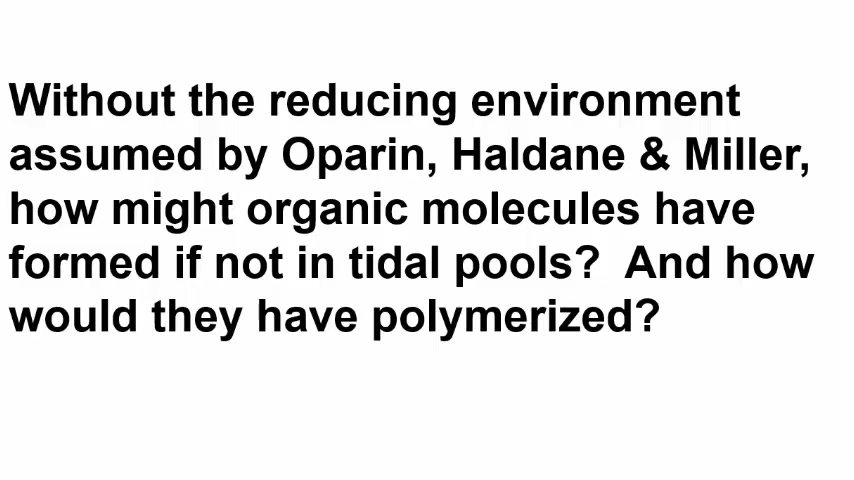 Without the reducing environment
assumed by Oparin, Haldane & Miller,
how might organic molecules have
formed if not in tidal pools?  And how
would they have polymerized?